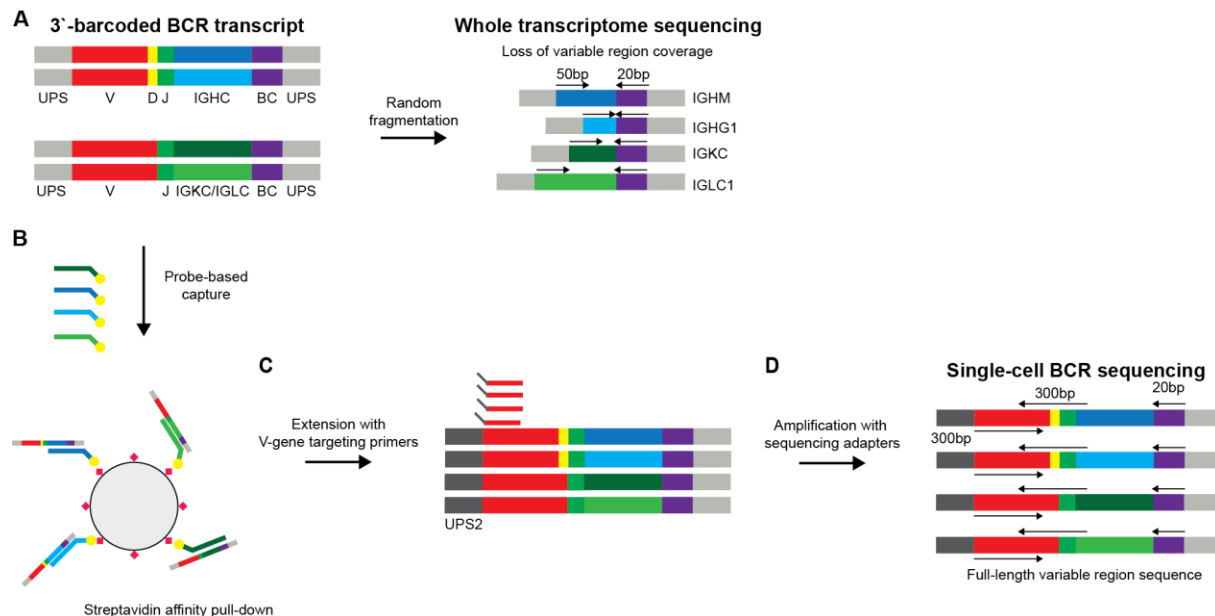 A
3`-barcoded BCR transcript
UPS V D J IGHC BC UPS
UPS V J IGKC/IGLC BC UPS
Random
fragmentation
Whole transcriptome sequencing
Loss of variable region coverage
50bp 20bp
IGHM
IGHG1
IGKC
IGLC1
B
Probe-based
capture
Streptavidin affinity pull-down
C
Extension with
V-gene targeting primers
UPS2
D
Amplification with
sequencing adapters
Single-cell BCR sequencing
300bp 20bp
300bp
Full-length variable region sequence